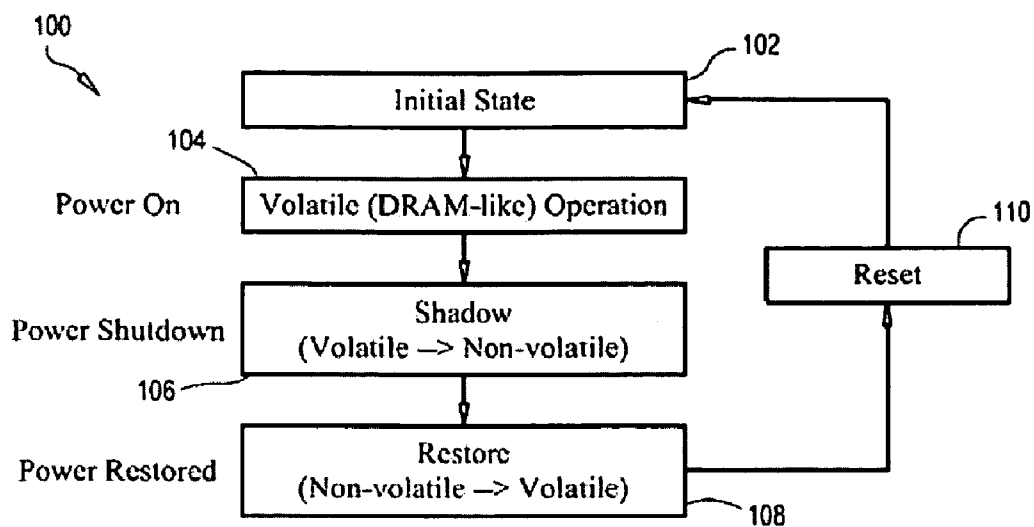 100
102
Initial State
104
Power On
Volatile (DRAM-like) Operation
110
Reset
Power Shutdown
Shadow
(Volatile –> Non-volatile)
106
Power Restored
Restore
(Non-volatile –> Volatile)
108